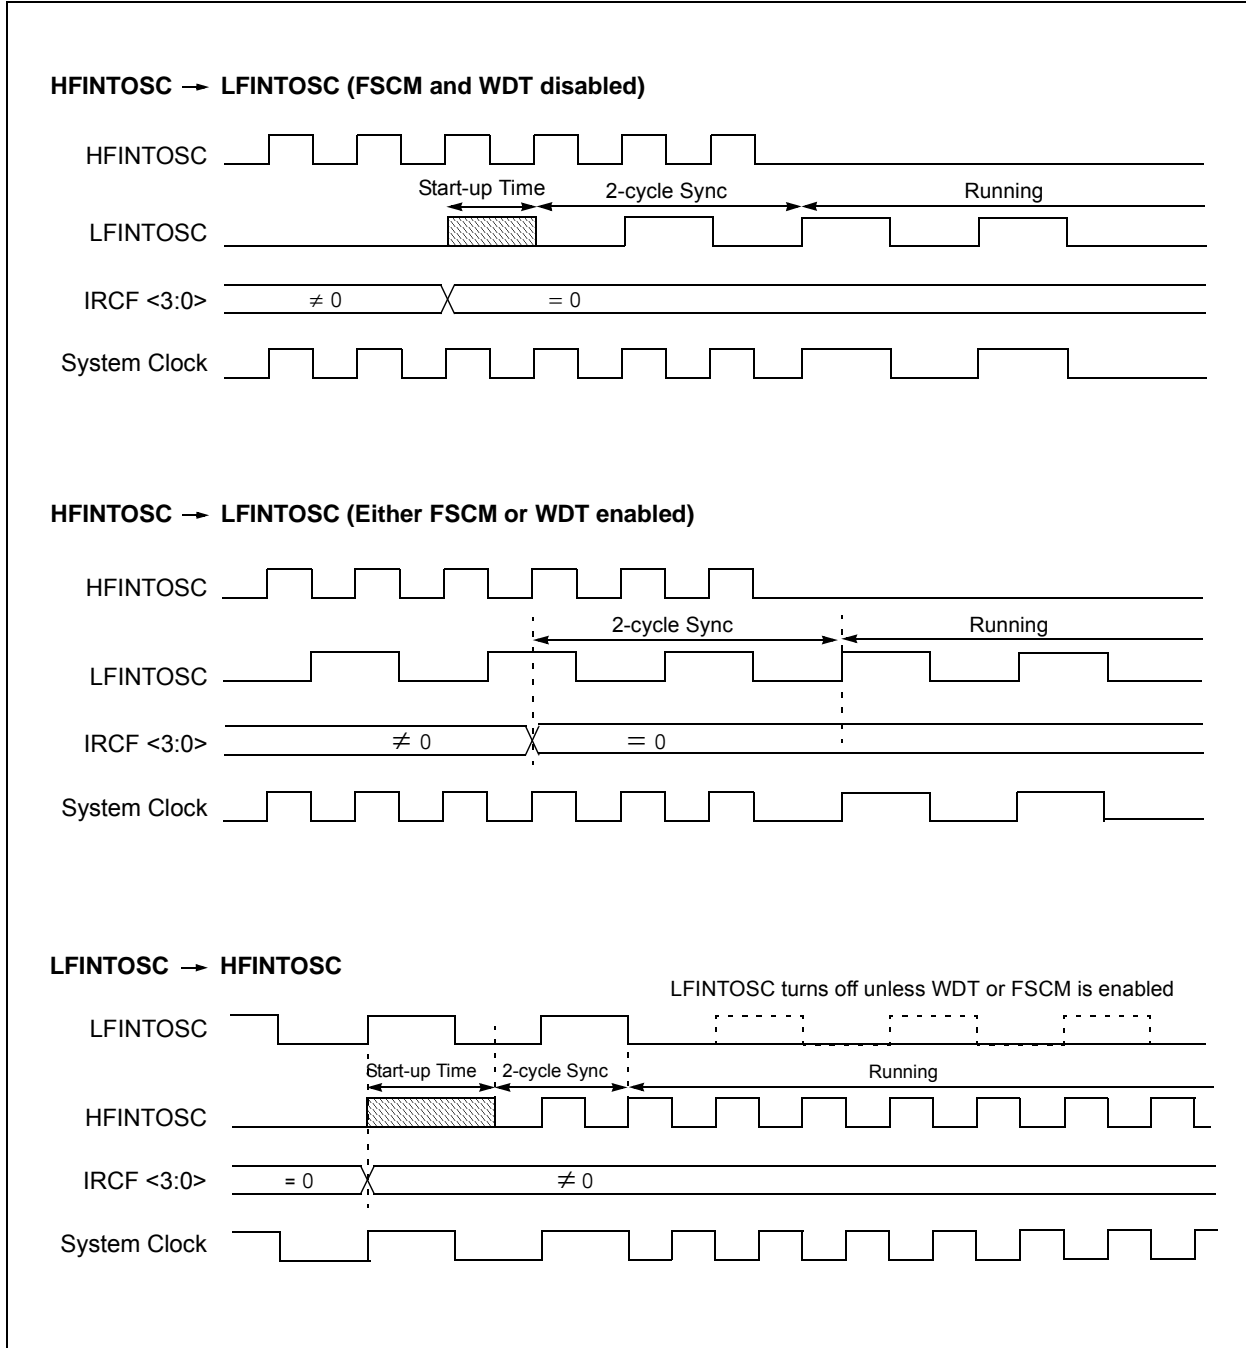 HFINTOSC → LFINTOSC (FSCM and WDT disabled)
HFINTOSC
Start-up Time 2-cycle Sync Running
LFINTOSC
IRCF <3:0> ≠ 0 = 0
System Clock
HFINTOSC → LFINTOSC (Either FSCM or WDT enabled)
HFINTOSC
2-cycle Sync Running
LFINTOSC
IRCF <3:0> ≠ 0 = 0
System Clock
LFINTOSC → HFINTOSC
LFINTOSC turns off unless WDT or FSCM is enabled
LFINTOSC
Start-up Time 2-cycle Sync Running
HFINTOSC
IRCF <3:0> = 0 ≠ 0
System Clock